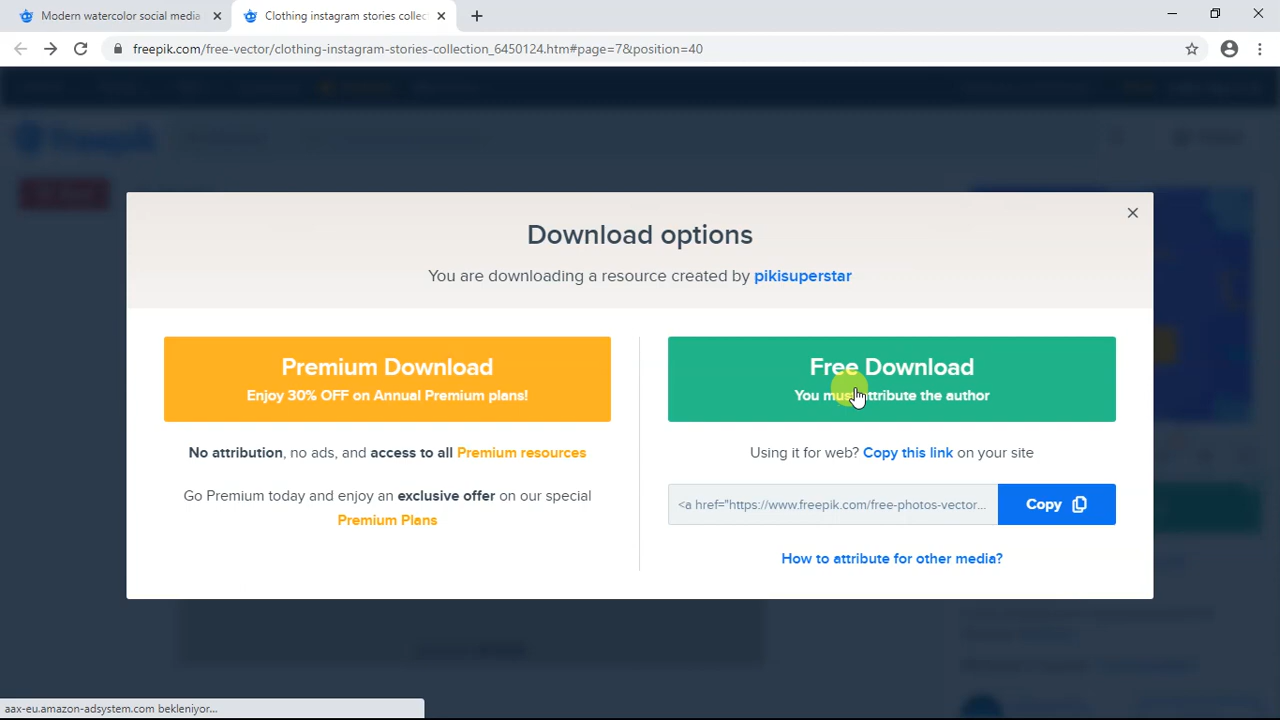 Modern watercolor social media
Clothing instagram stories collec
freepik.com/free-vector/clothing-instagram-stories-collection_6450124.htm#page=7&position=40
freepik
Download options
You are downloading a resource created by pikisuperstar
Premium Download
Enjoy 30% OFF on Annual Premium plans!
No attribution, no ads, and access to all Premium resources
Go Premium today and enjoy an exclusive offer on our special
Premium Plans
Free Download
You must attribute the author
Using it for web? Copy this link on your site
<a href="https://www.freepik.com/free-photos-vector...
Copy
How to attribute for other media?
aax-eu.amazon-adsystem.com bekleniyor...